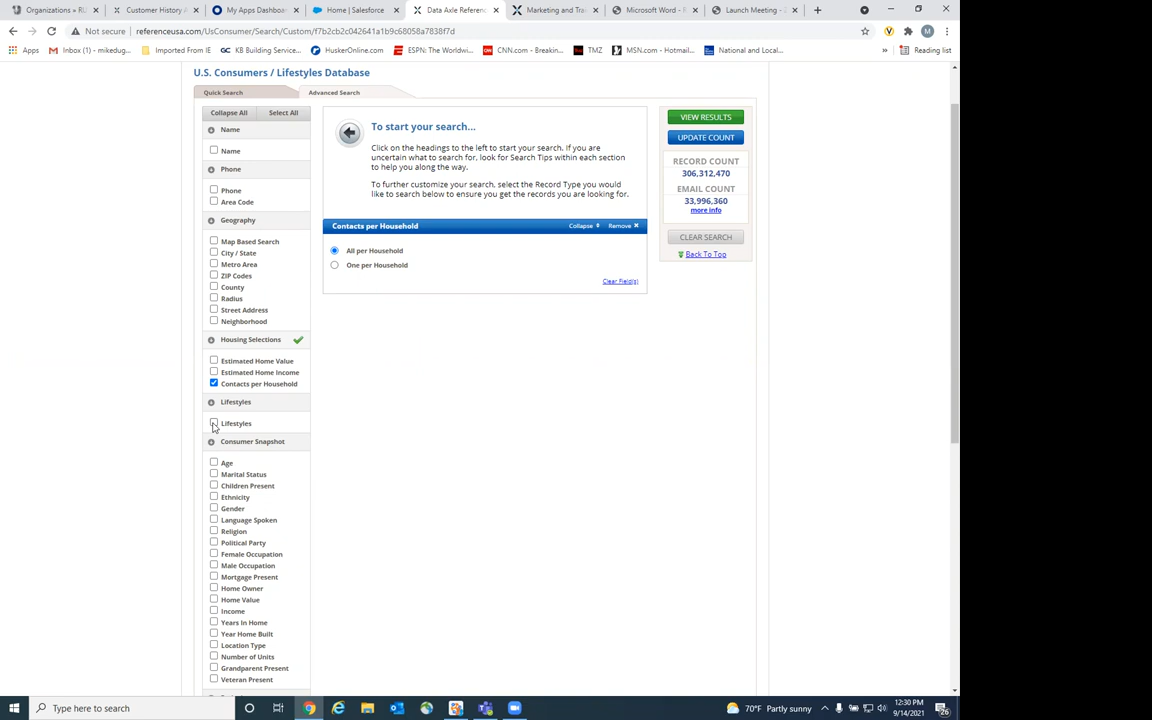 Organizations » RU
Customer History A
My Apps Dashboar
Home | Salesforce
Data Axle Referenc
Marketing and Tra
Microsoft Word - R
Launch Meeting - Z
Not secure
referenceusa.com/UsConsumer/Search/Custom/f7b2cb2c042641a1b9c68058a7838f7d
Apps
Inbox (1) - mikedug...
Imported From IE
KB Building Service...
HuskerOnline.com
ESPN: The Worldwi...
CNN.com - Breakin...
TMZ
MSN.com - Hotmail...
National and Local...
Reading list
U.S. Consumers / Lifestyles Database
Quick Search
Advanced Search
Collapse All
Select All
Name
Name
Phone
Phone
Area Code
Geography
Map Based Search
City / State
Metro Area
ZIP Codes
County
Radius
Street Address
Neighborhood
Housing Selections
Estimated Home Value
Estimated Home Income
Contacts per Household
Lifestyles
Lifestyles
Consumer Snapshot
Age
Marital Status
Children Present
Ethnicity
Gender
Language Spoken
Religion
Political Party
Female Occupation
Male Occupation
Mortgage Present
Home Owner
Home Value
Income
Years In Home
Year Home Built
Location Type
Number of Units
Grandparent Present
Veteran Present
To start your search...
Click on the headings to the left to start your search. If you are
uncertain what to search for, look for Search Tips within each section
to help you along the way.
To further customize your search, select the Record Type you would
like to search below to ensure you get the records you are looking for.
Contacts per Household
Collapse
Remove
All per Household
One per Household
Clear Field(s)
VIEW RESULTS
UPDATE COUNT
RECORD COUNT
306,312,470
EMAIL COUNT
33,996,360
more info
CLEAR SEARCH
Back To Top
Type here to search
70°F Partly sunny
12:30 PM
9/14/2021
26